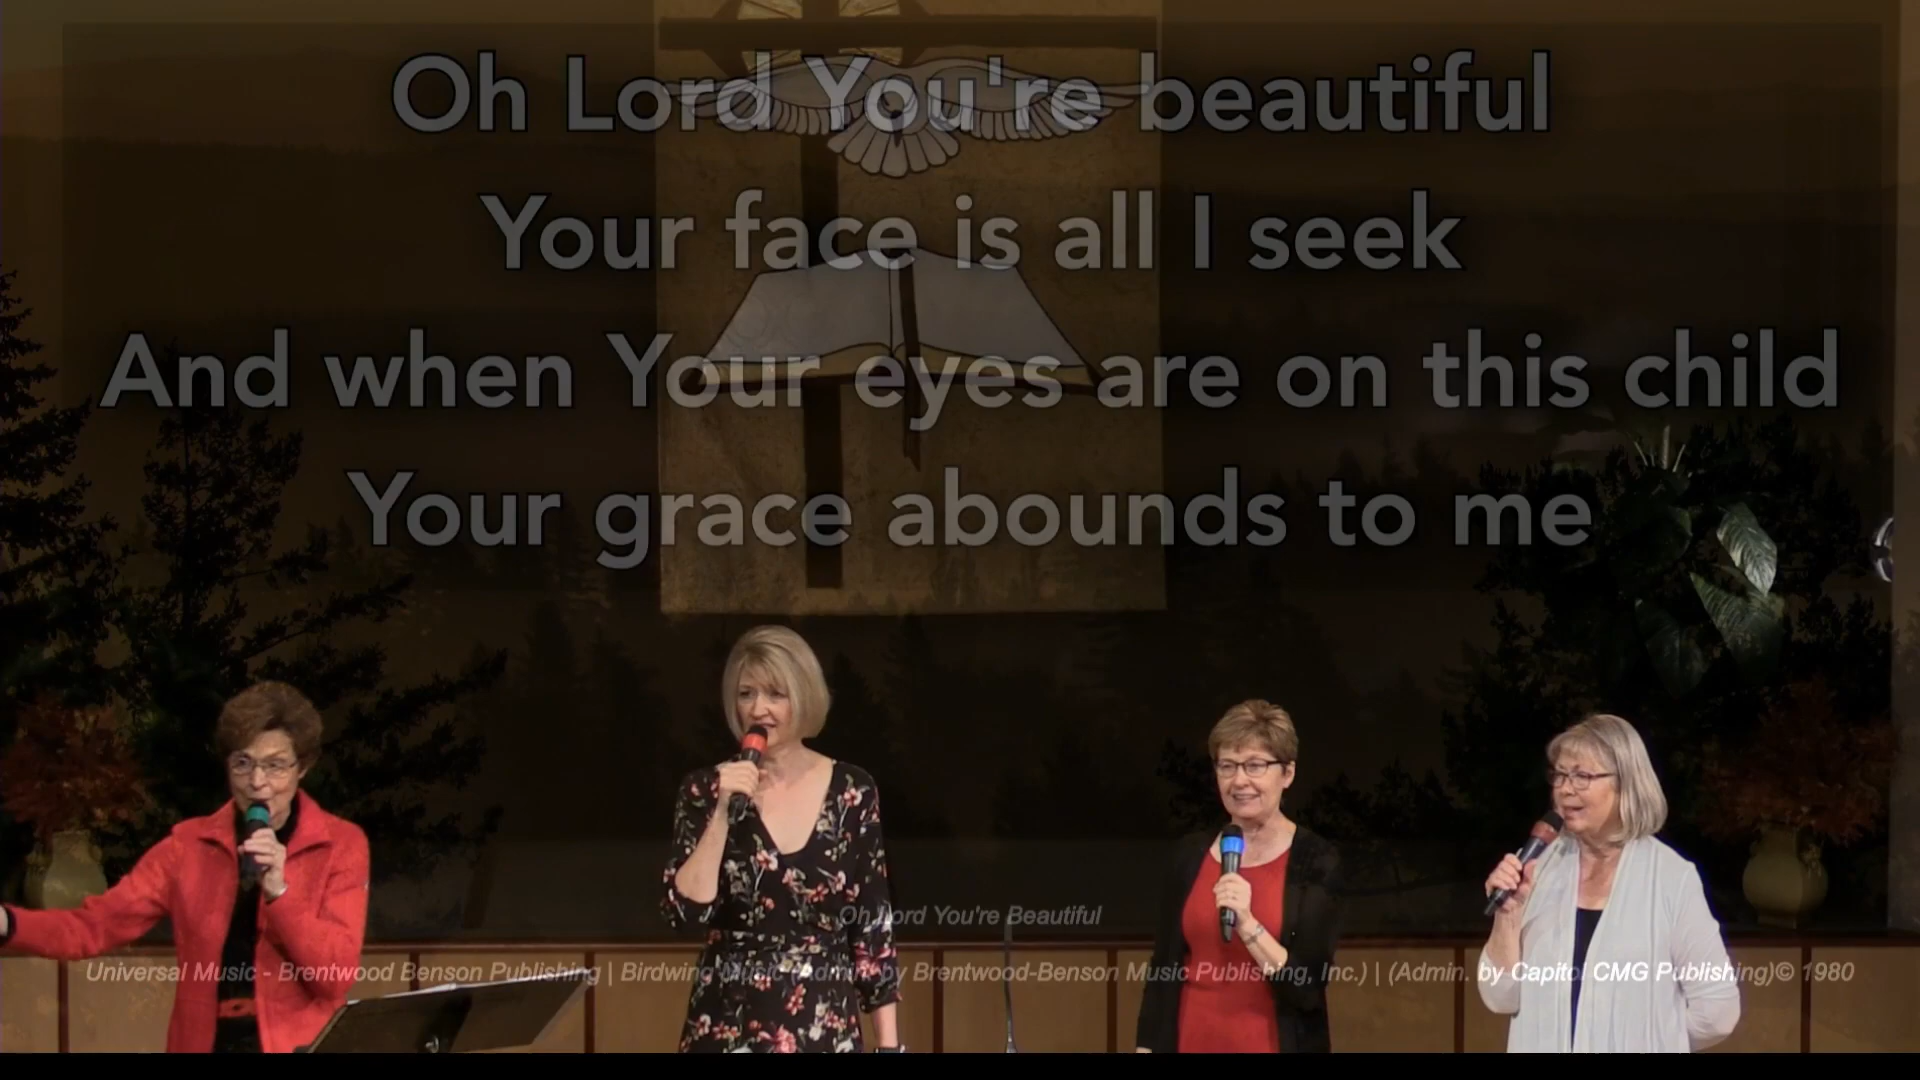 Oh Lord You're beautiful
Your face is all I seek
And when Your eyes are on this child
Your grace abounds to me
Oh Lord You're Beautiful
Universal Music - Brentwood Benson Publishing | Birdwing Music (Admin. by Brentwood-Benson Music Publishing, Inc.) | (Admin. by Capitol CMG Publishing)© 1980